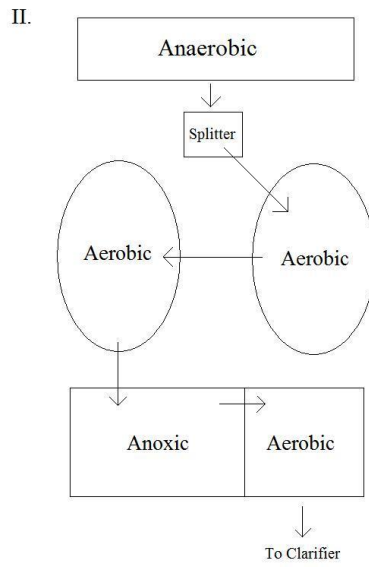 II.
Anaerobic
Splitter
Aerobic
Aerobic
Anoxic
Aerobic
To Clarifier